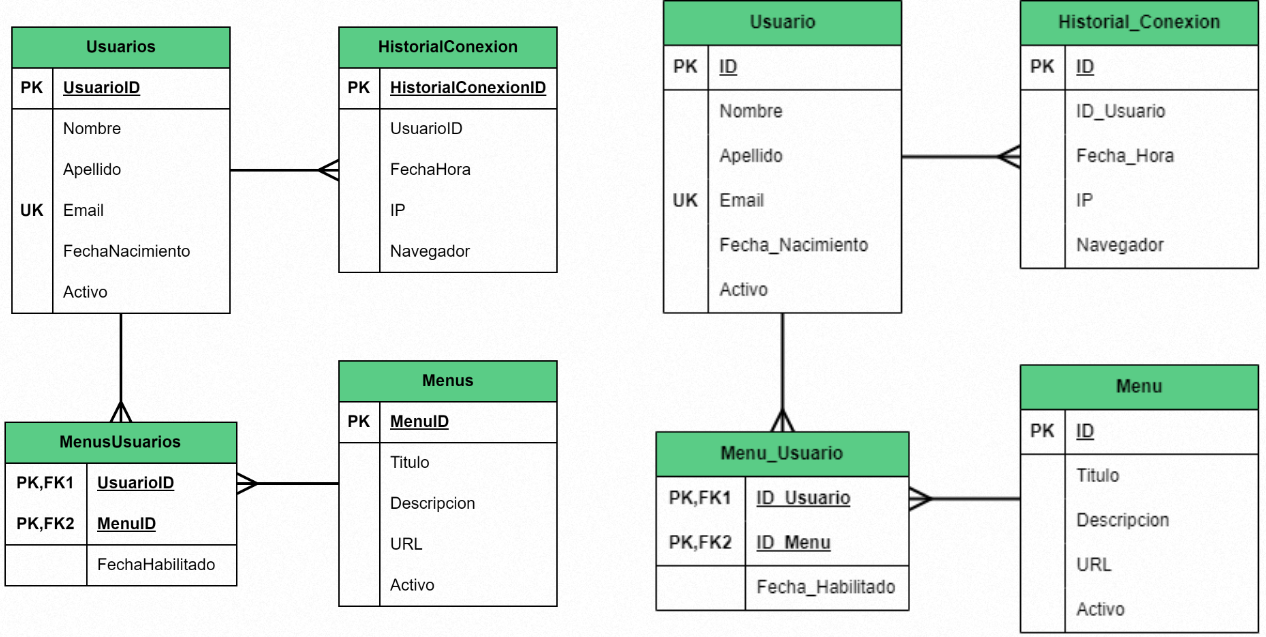 Usuarios
PK UsuarioID
Nombre
Apellido
UK Email
FechaNacimiento
Activo
HistorialConexion
PK HistorialConexionID
UsuarioID
FechaHora
IP
Navegador
MenusUsuarios
PK,FK1 UsuarioID
PK,FK2 MenuID
FechaHabilitado
Menus
PK MenuID
Titulo
Descripcion
URL
Activo
Usuario
PK ID
Nombre
Apellido
UK Email
Fecha_Nacimiento
Activo
Historial_Conexion
PK ID
ID_Usuario
Fecha_Hora
IP
Navegador
Menu_Usuario
PK,FK1 ID_Usuario
PK,FK2 ID_Menu
Fecha_Habilitado
Menu
PK ID
Titulo
Descripcion
URL
Activo